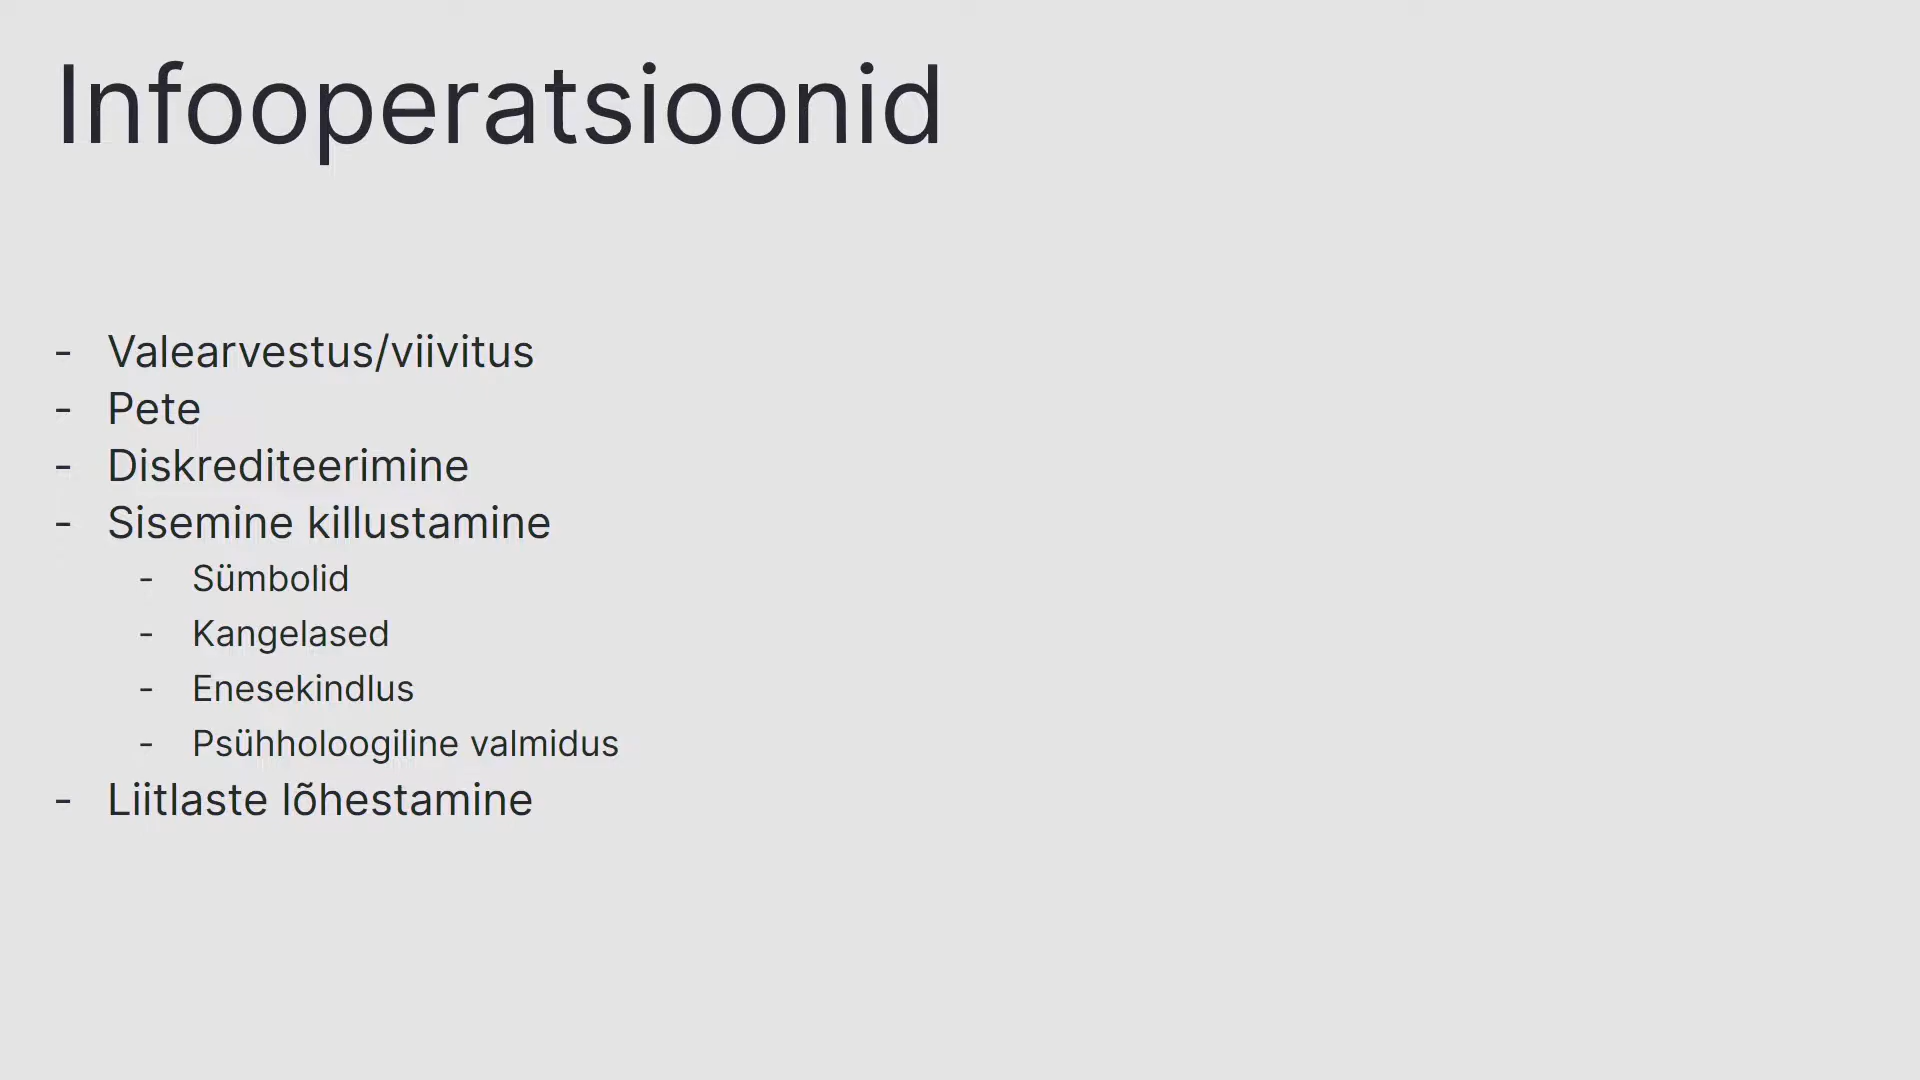 Infooperatsioonid
- Valearvestus/viivitus
- Pete
- Diskrediteerimine
- Sisemine killustamine
- Sümbolid
- Kangelased
- Enesekindlus
- Psühholoogiline valmidus
- Liitlaste lõhestamine